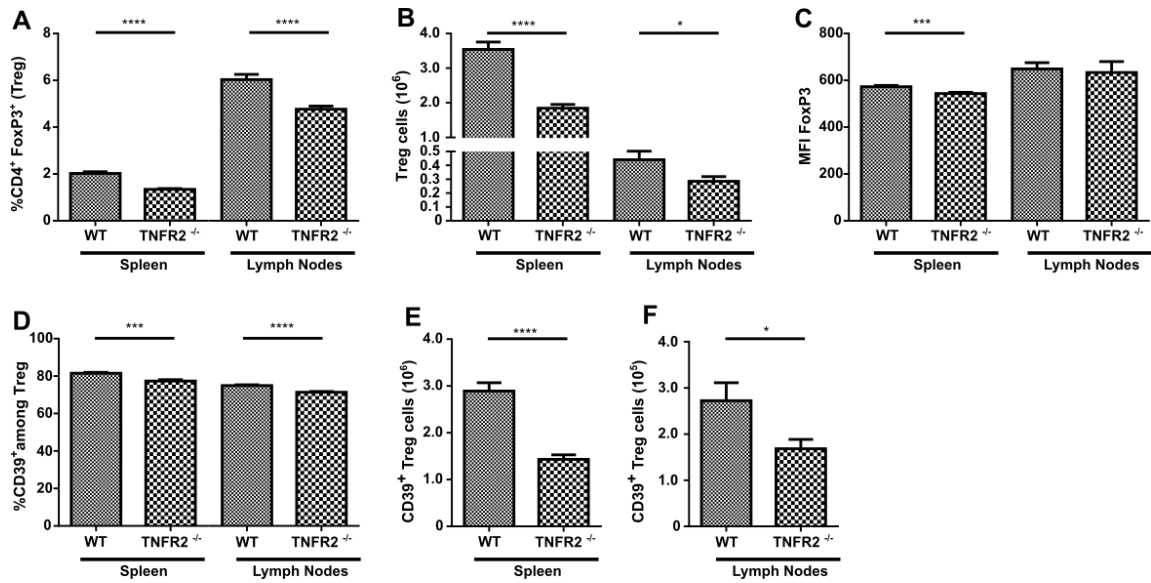 A
%CD4⁺ FoxP3⁺ (Treg)
8
6
4
2
0
****
****
WT
TNFR2 -/-
WT
TNFR2 -/-
Spleen
Lymph Nodes
B
Treg cells (10⁶)
4.0
3.0
2.0
1.0
0.5
0.4
0.3
0.2
0.1
0
****
*
WT
TNFR2 -/-
WT
TNFR2 -/-
Spleen
Lymph Nodes
C
MFI FoxP3
800
600
400
200
0
***
WT
TNFR2 -/-
WT
TNFR2 -/-
Spleen
Lymph Nodes
D
%CD39⁺among Treg
100
80
60
40
20
0
***
****
WT
TNFR2 -/-
WT
TNFR2 -/-
Spleen
Lymph Nodes
E
CD39⁺ Treg cells (10⁶)
4.0
3.0
2.0
1.0
0
****
WT
TNFR2 -/-
Spleen
F
CD39⁺ Treg cells (10⁵)
4.0
3.0
2.0
1.0
0
*
WT
TNFR2 -/-
Lymph Nodes